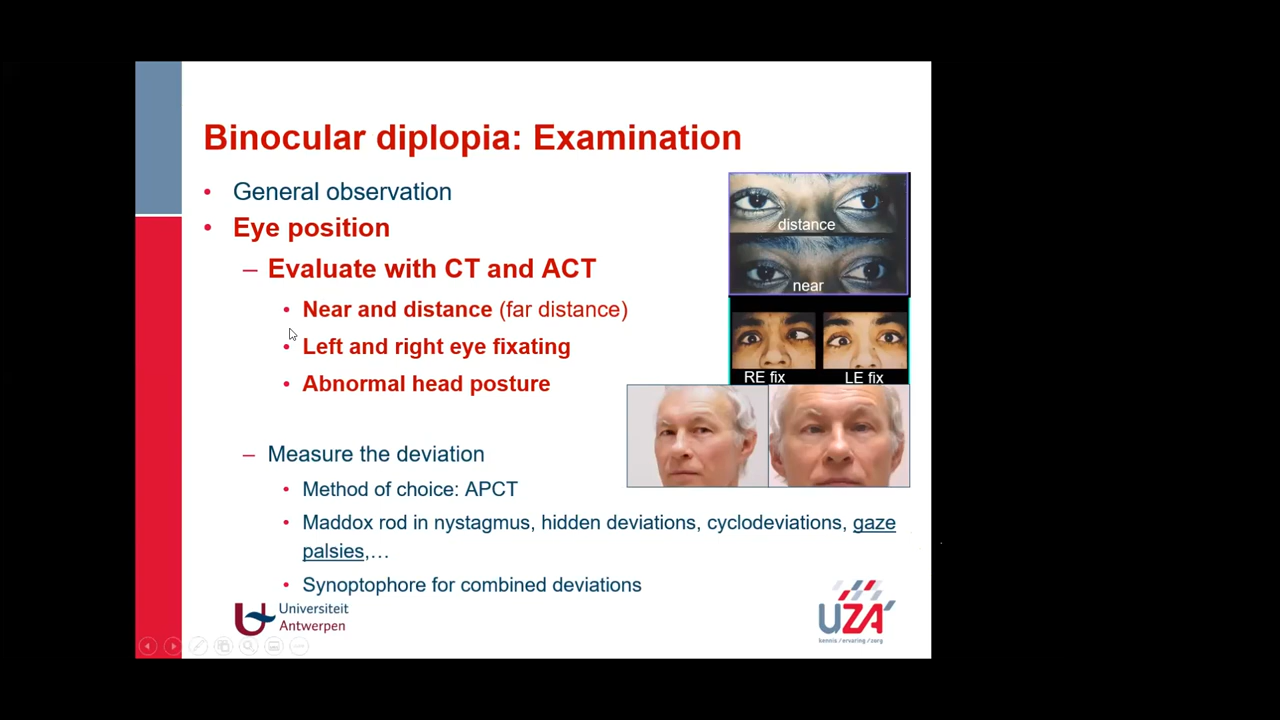 Binocular diplopia: Examination
• General observation
• Eye position
– Evaluate with CT and ACT
• Near and distance (far distance)
• Left and right eye fixating
• Abnormal head posture
– Measure the deviation
• Method of choice: APCT
• Maddox rod in nystagmus, hidden deviations, cyclodeviations, gaze
palsies,…
• Synoptophore for combined deviations
distance
near
RE fix
LE fix
Universiteit
Antwerpen
UZA
kennis / ervaring / zorg